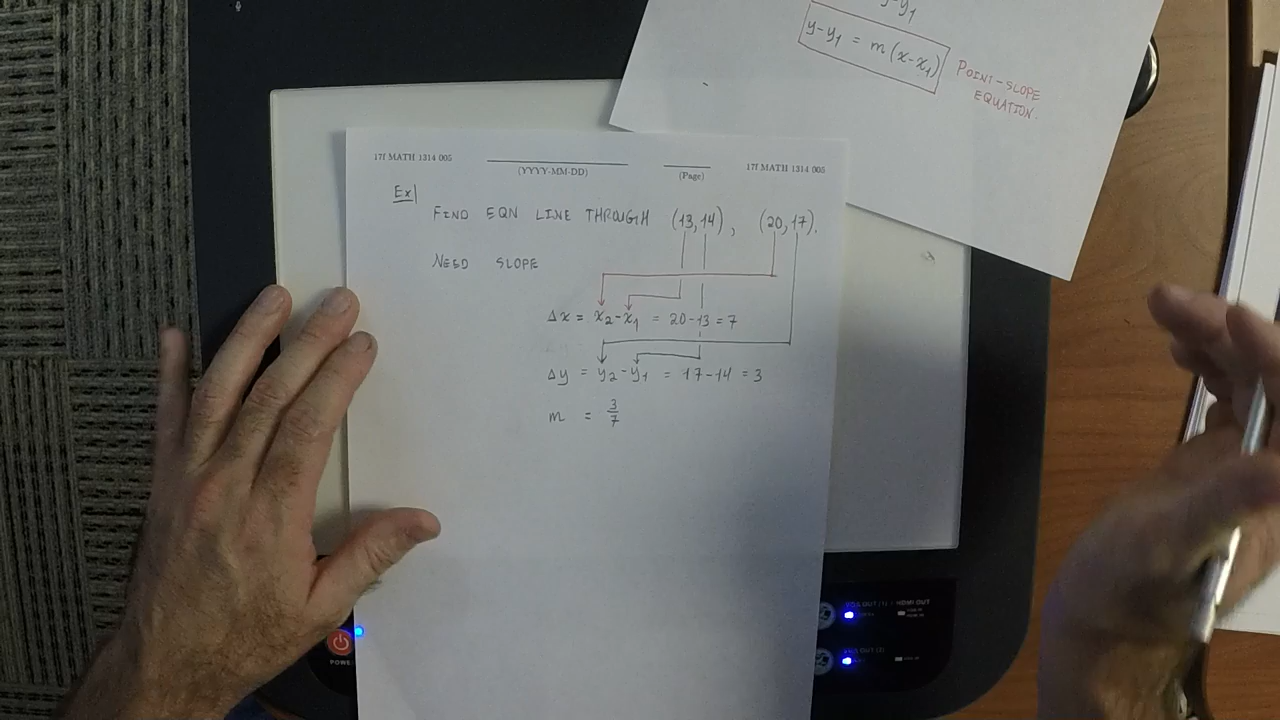 y-y₁
y-y₁ = m(x-x₁)
POINT-SLOPE
EQUATION.
17f MATH 1314 005
(YYYY-MM-DD)
(Page)
17f MATH 1314 005
Ex|
FIND EQN LINE THROUGH (13,14), (20,17).
NEED SLOPE
Δx = x₂-x₁ = 20-13 = 7
Δy = y₂-y₁ = 17-14 = 3
m = 3/7
POWE